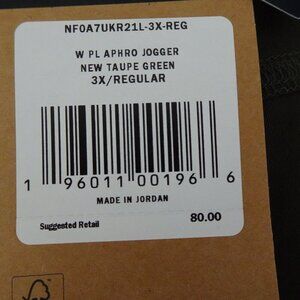 NF0A7UKR21L-3X-REG
W PL APHRO JOGGER
NEW TAUPE GREEN
3X/REGULAR
1 96011 00196 6
MADE IN JORDAN
Suggested Retail 80.00
FSC